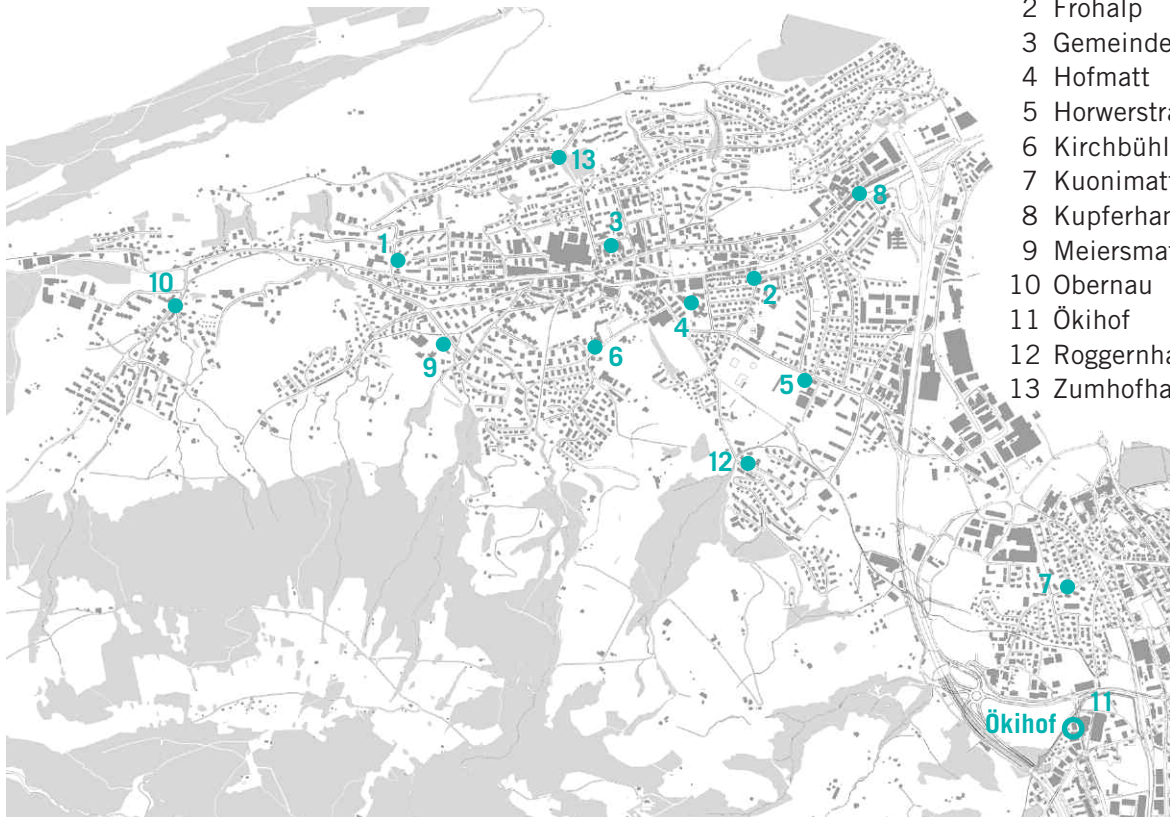 2 Frohalp
3 Gemeinde
4 Hofmatt
5 Horwerstra
6 Kirchbühl
7 Kuonimatt
8 Kupferhar
9 Meiersmat
10 Obernau
11 Ökihof
12 Roggernha
13 Zumhofha
13
8
3
1
10
2
4
9
6
5
12
7
11
Ökihof